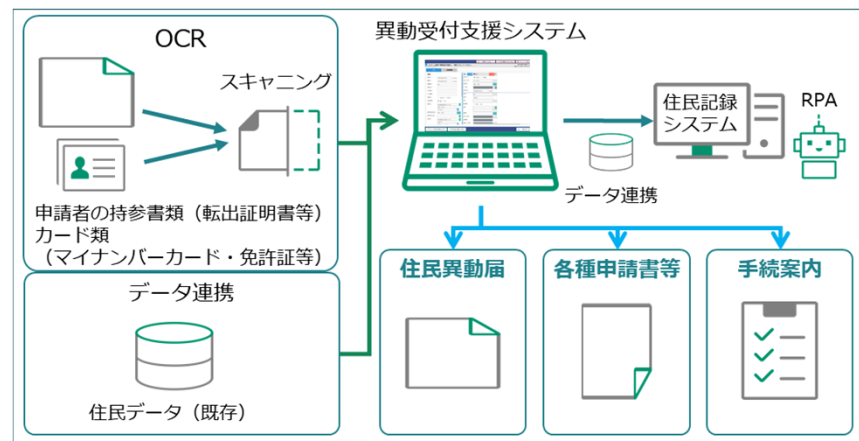 OCR
スキャニング
申請者の持参書類（転出証明書等）
カード類
（マイナンバーカード・免許証等）
データ連携
住民データ（既存）
異動受付支援システム
住民記録
システム
RPA
データ連携
住民異動届
各種申請書等
手続案内